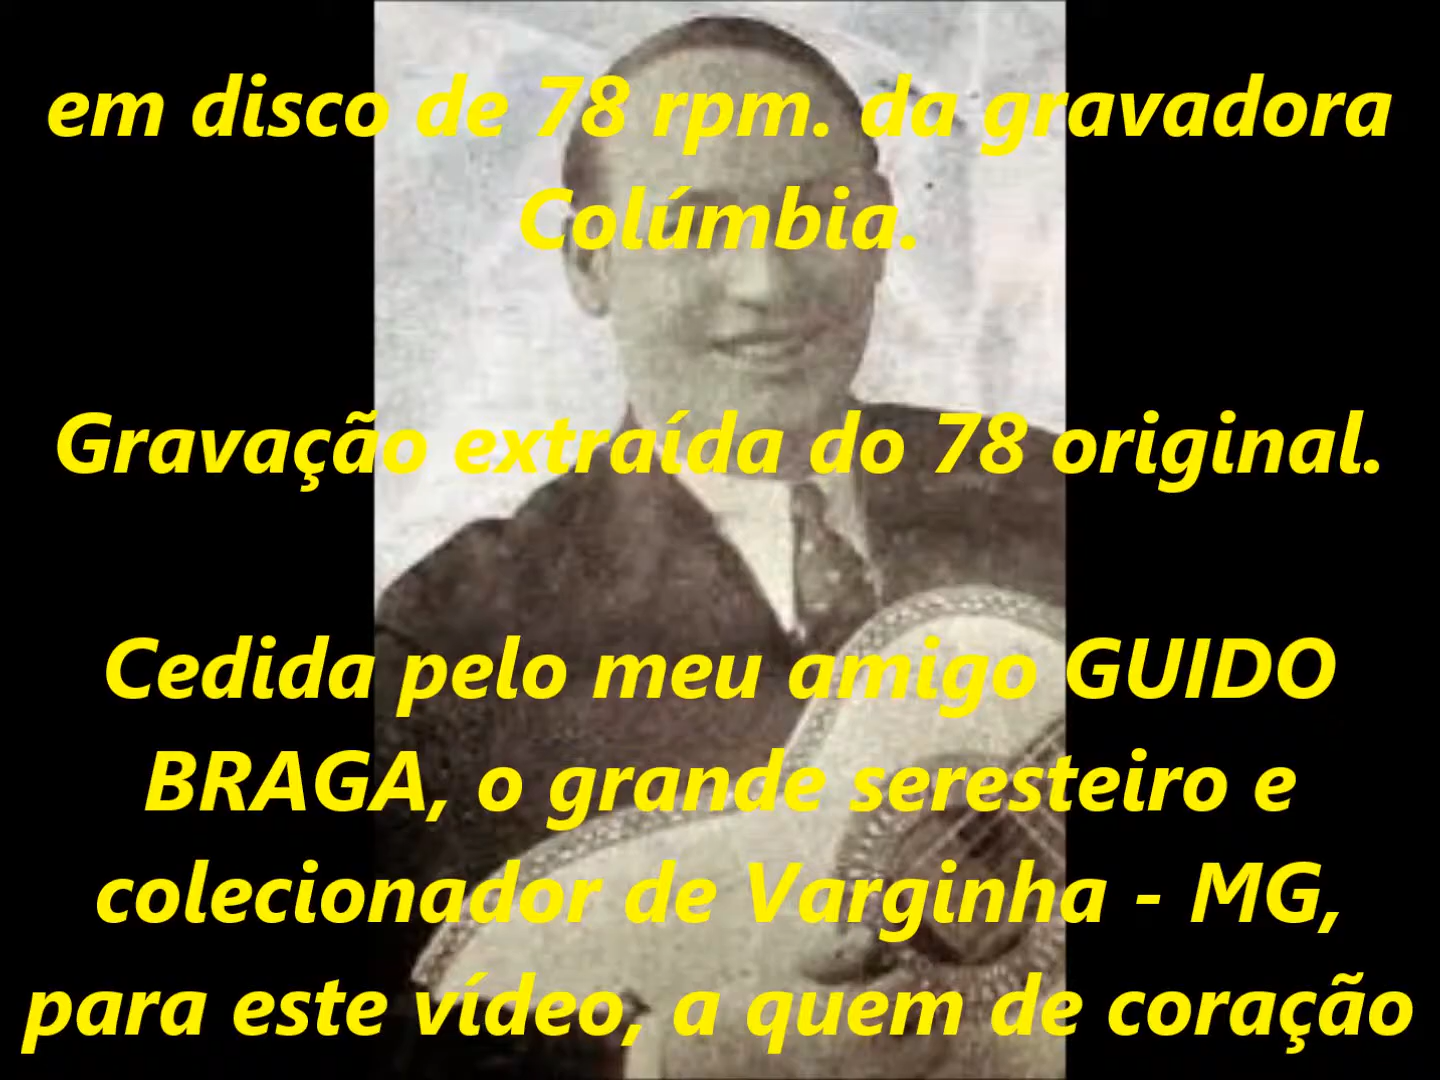 em disco de 78 rpm. da gravadora
Colúmbia.
Gravação extraída do 78 original.
Cedida pelo meu amigo GUIDO
BRAGA, o grande seresteiro e
colecionador de Varginha - MG,
para este vídeo, a quem de coração